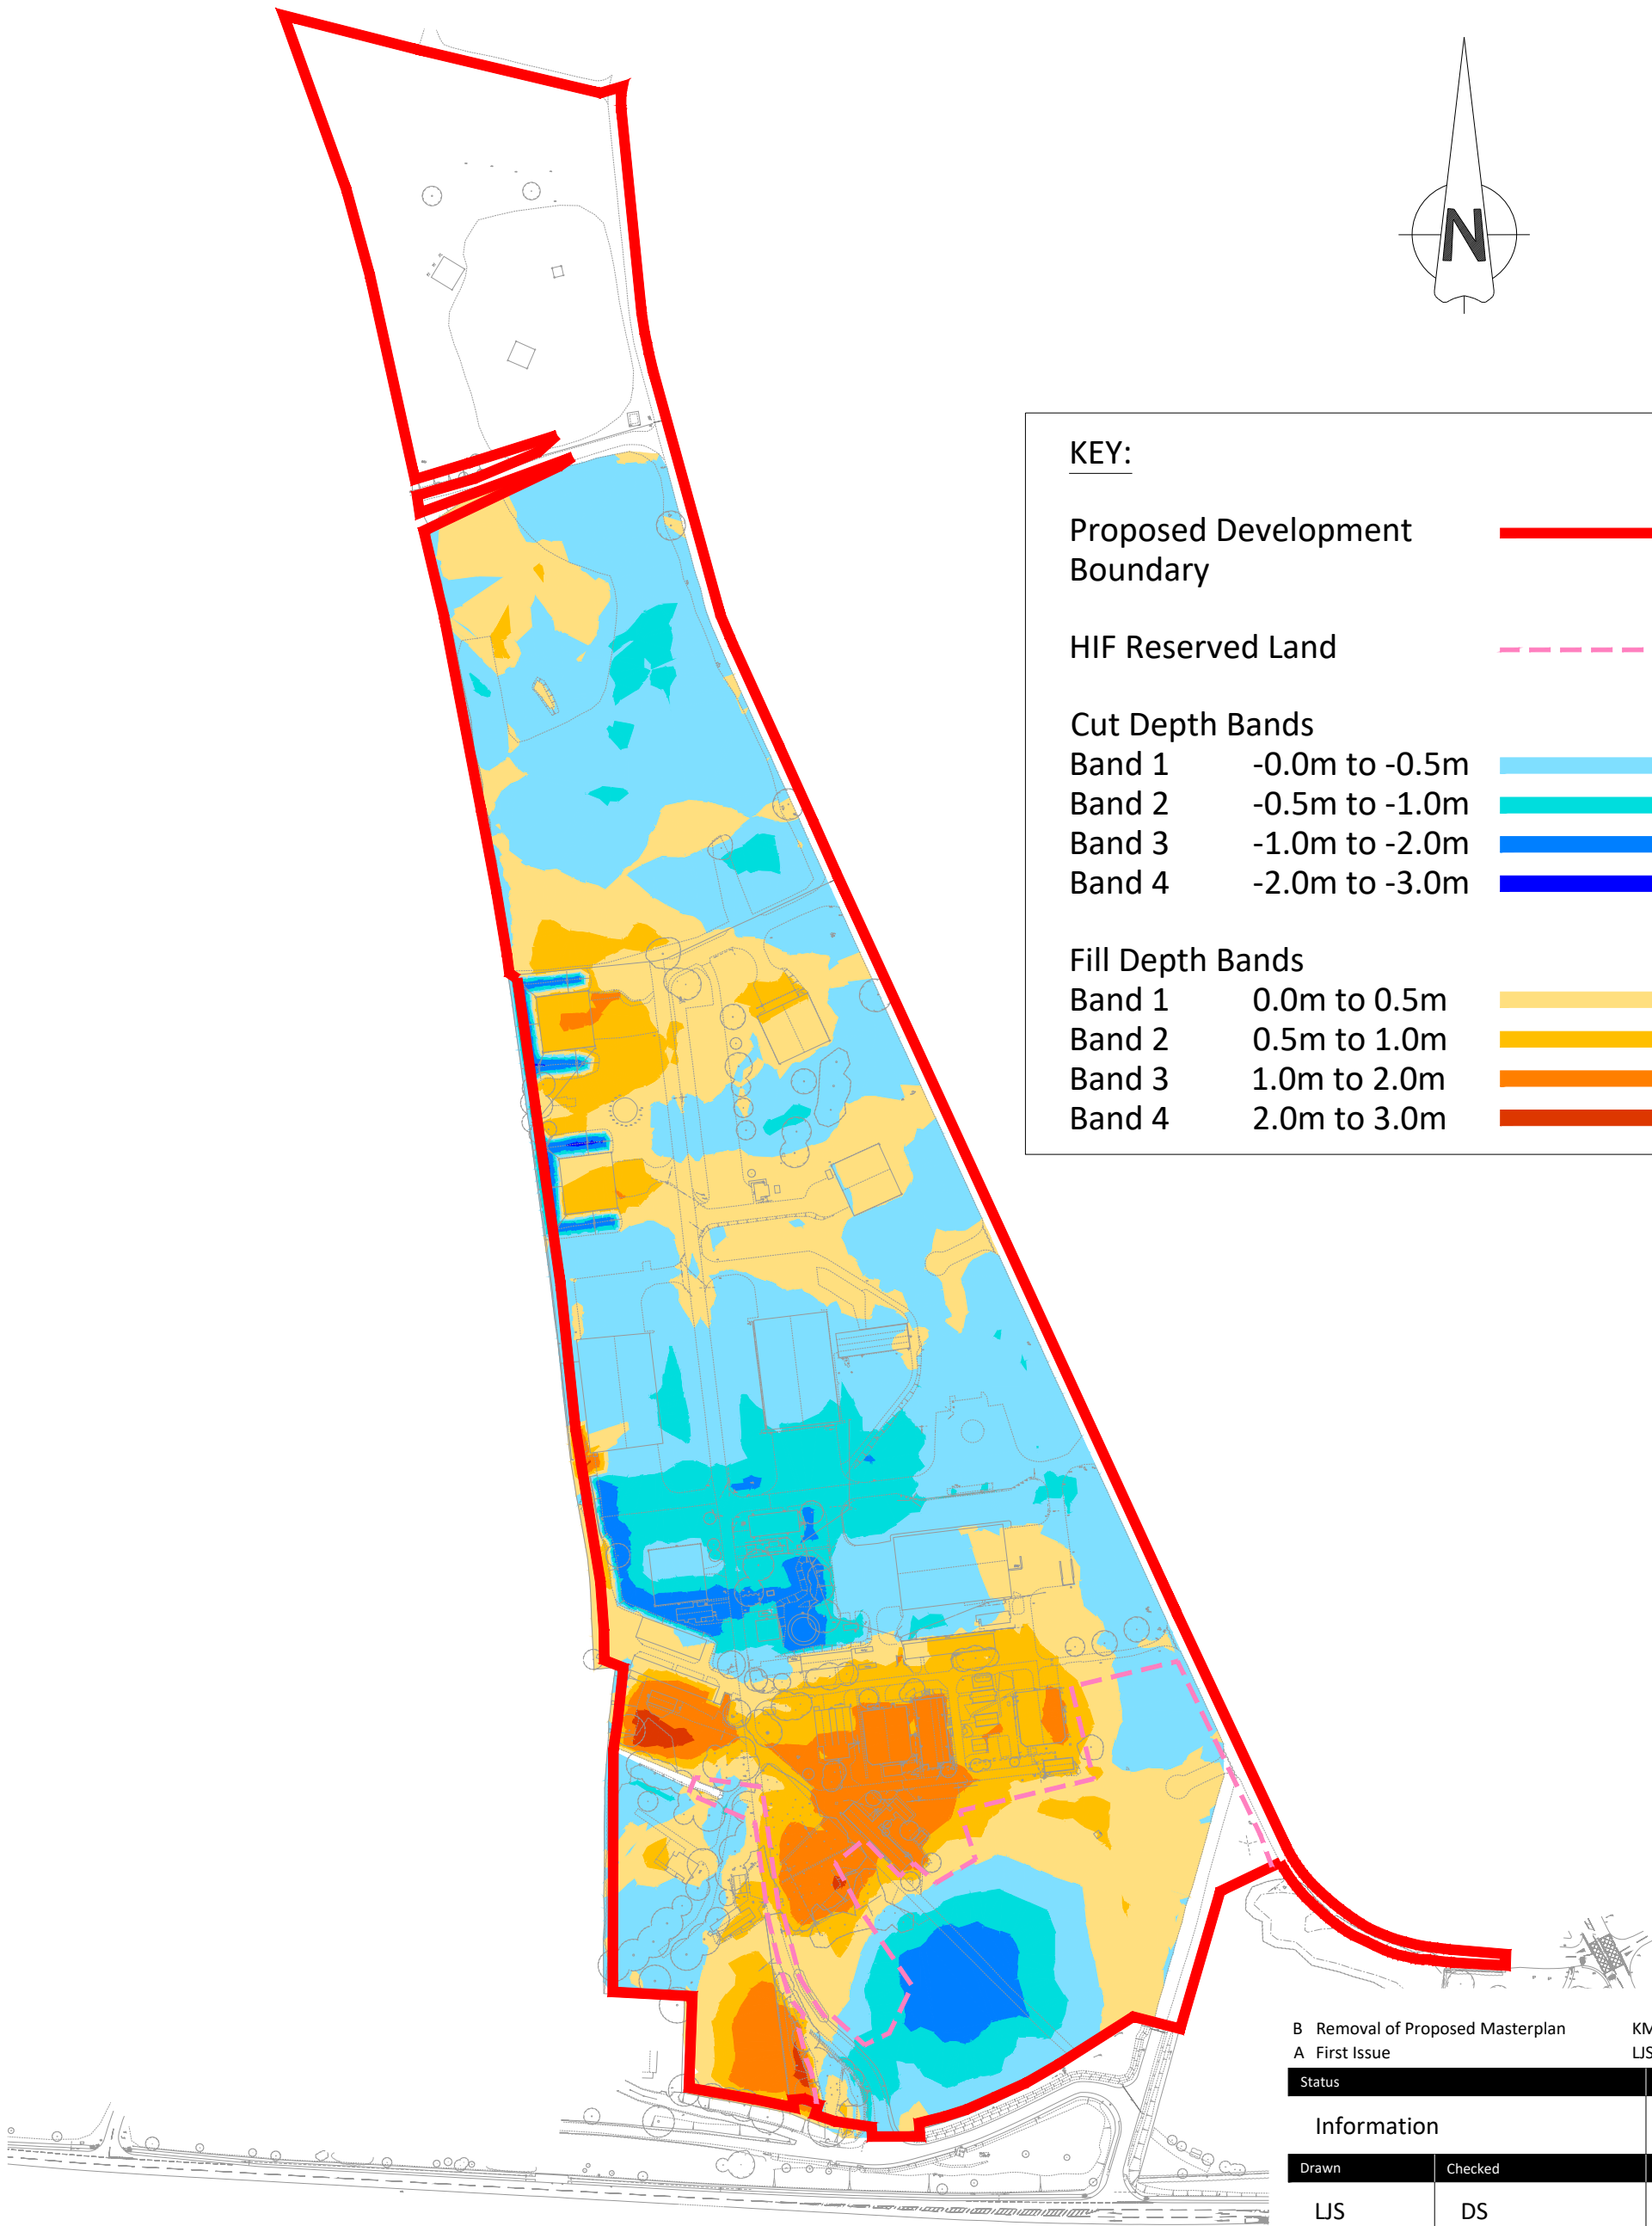 N
KEY:
Proposed Development
Boundary
HIF Reserved Land
Cut Depth Bands
Band 1 -0.0m to -0.5m
Band 2 -0.5m to -1.0m
Band 3 -1.0m to -2.0m
Band 4 -2.0m to -3.0m
Fill Depth Bands
Band 1 0.0m to 0.5m
Band 2 0.5m to 1.0m
Band 3 1.0m to 2.0m
Band 4 2.0m to 3.0m
B Removal of Proposed Masterplan KM
A First Issue LJS
Status
Information
Drawn Checked
LJS DS